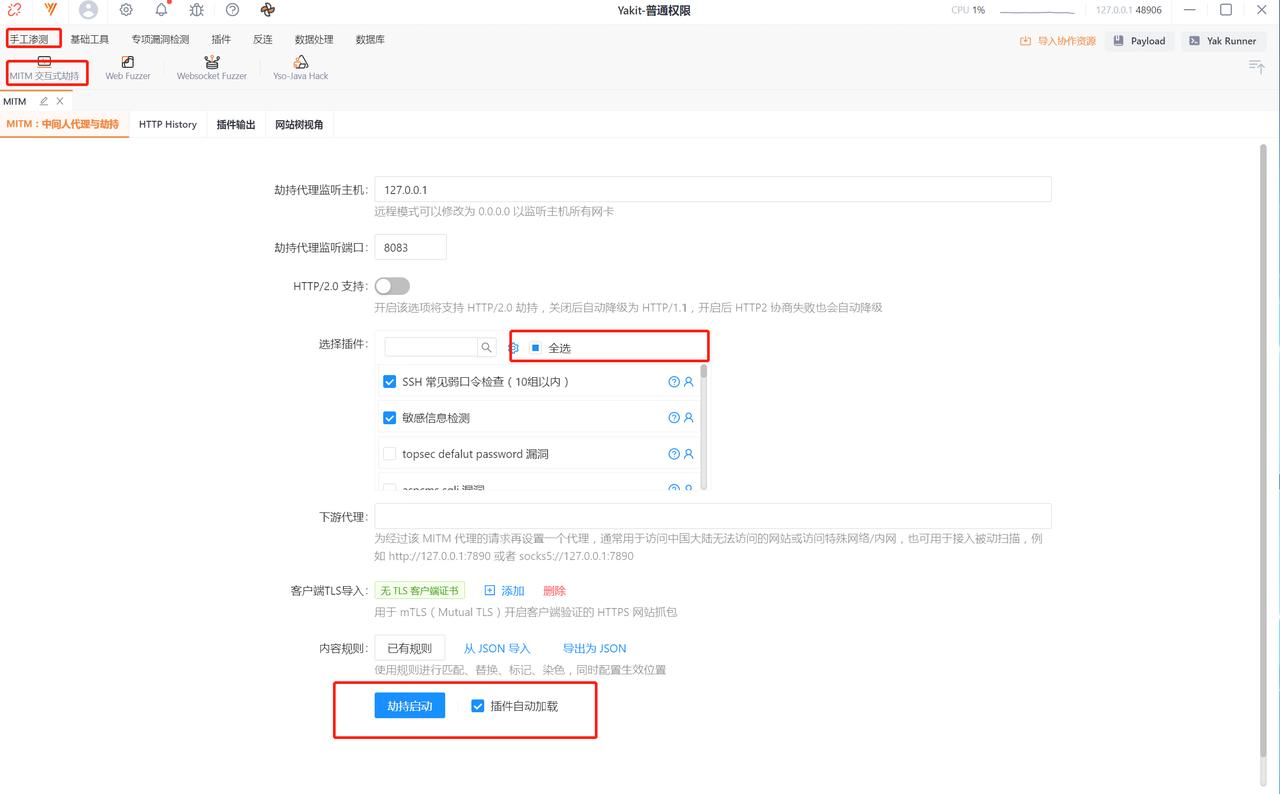 Yakit-普通权限
CPU 1%
127.0.0.1 48906
手工渗测 基础工具 专项漏洞检测 插件 反连 数据处理 数据库
导入协作资源 Payload Yak Runner
MITM 交互式劫持 Web Fuzzer Websocket Fuzzer Yso-Java Hack
MITM
MITM：中间人代理与劫持 HTTP History 插件输出 网站树视角
劫持代理监听主机: 127.0.0.1
远程模式可以修改为 0.0.0.0 以监听主机所有网卡
劫持代理监听端口: 8083
HTTP/2.0 支持:
开启该选项将支持 HTTP/2.0 劫持，关闭后自动降级为 HTTP/1.1，开启后 HTTP2 协商失败也会自动降级
选择插件: 全选
SSH 常见弱口令检查（10组以内）
敏感信息检测
topsec defalut password 漏洞
aspcms sqli 漏洞
下游代理:
为经过该 MITM 代理的请求再设置一个代理，通常用于访问中国大陆无法访问的网站或访问特殊网络/内网，也可用于接入被动扫描，例
如 http://127.0.0.1:7890 或者 socks5://127.0.0.1:7890
客户端TLS导入: 无 TLS 客户端证书 添加 删除
用于 mTLS（Mutual TLS）开启客户端验证的 HTTPS 网站抓包
内容规则: 已有规则 从 JSON 导入 导出为 JSON
使用规则进行匹配、替换、标记、染色，同时配置生效位置
劫持启动 插件自动加载